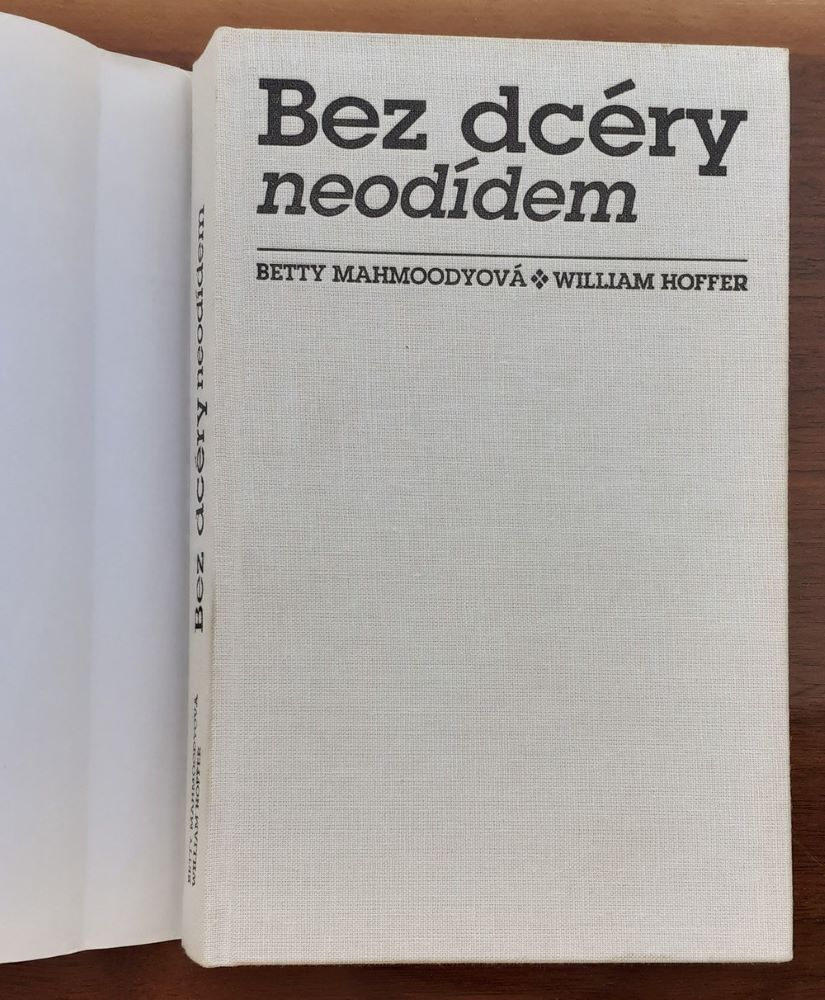 Bez dcéry
neodídem
BETTY MAHMOODYOVÁ ❖ WILLIAM HOFFER
Bez dcéry neodídem
BETTY MAHMOODYOVÁ
WILLIAM HOFFER